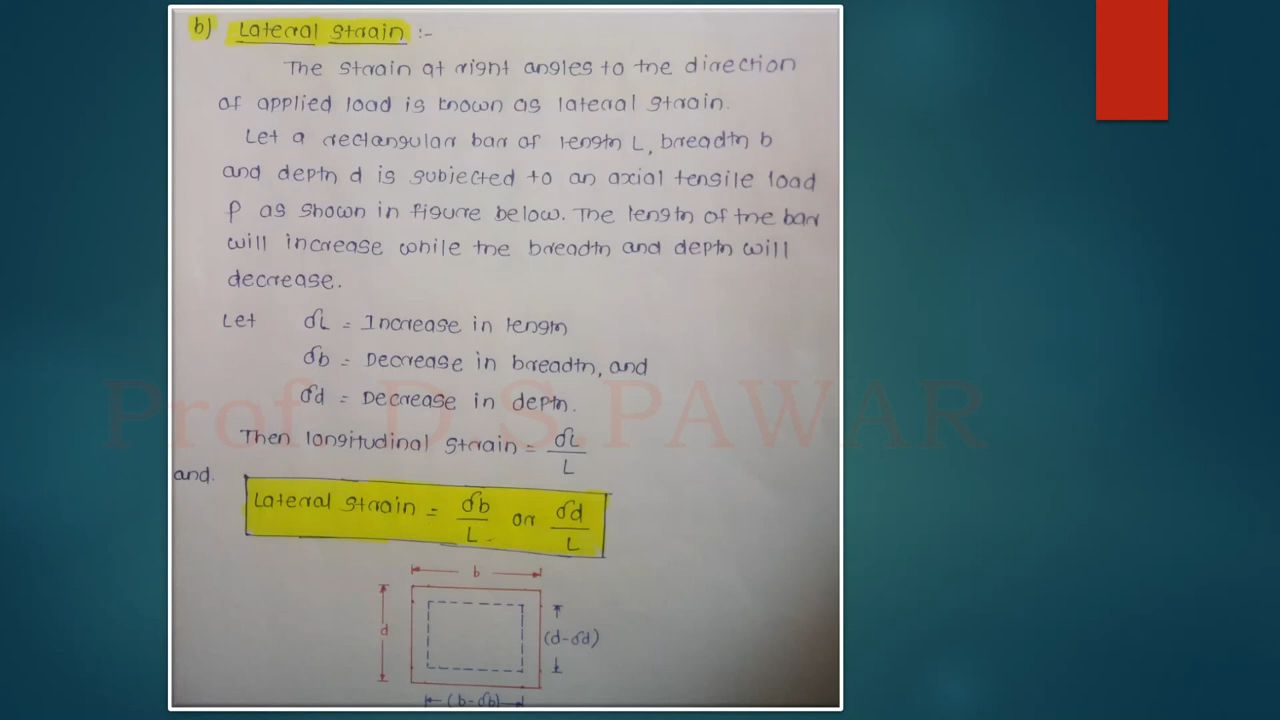 b) Lateral Strain :-
The strain at right angles to the direction
of applied load is known as lateral strain.
Let a rectangular bar of length L, breadth b
and depth d is subjected to an axial tensile load
P as shown in figure below. The length of the bar
will increase while the breadth and depth will
decrease.
Let δL = Increase in length
δb = Decrease in breadth, and
δd = Decrease in depth.
Prof. D.S.PAWAR
Then longitudinal strain = δL/L
and.
Lateral strain = δb/L or δd/L
b
d
(d-δd)
(b-δb)